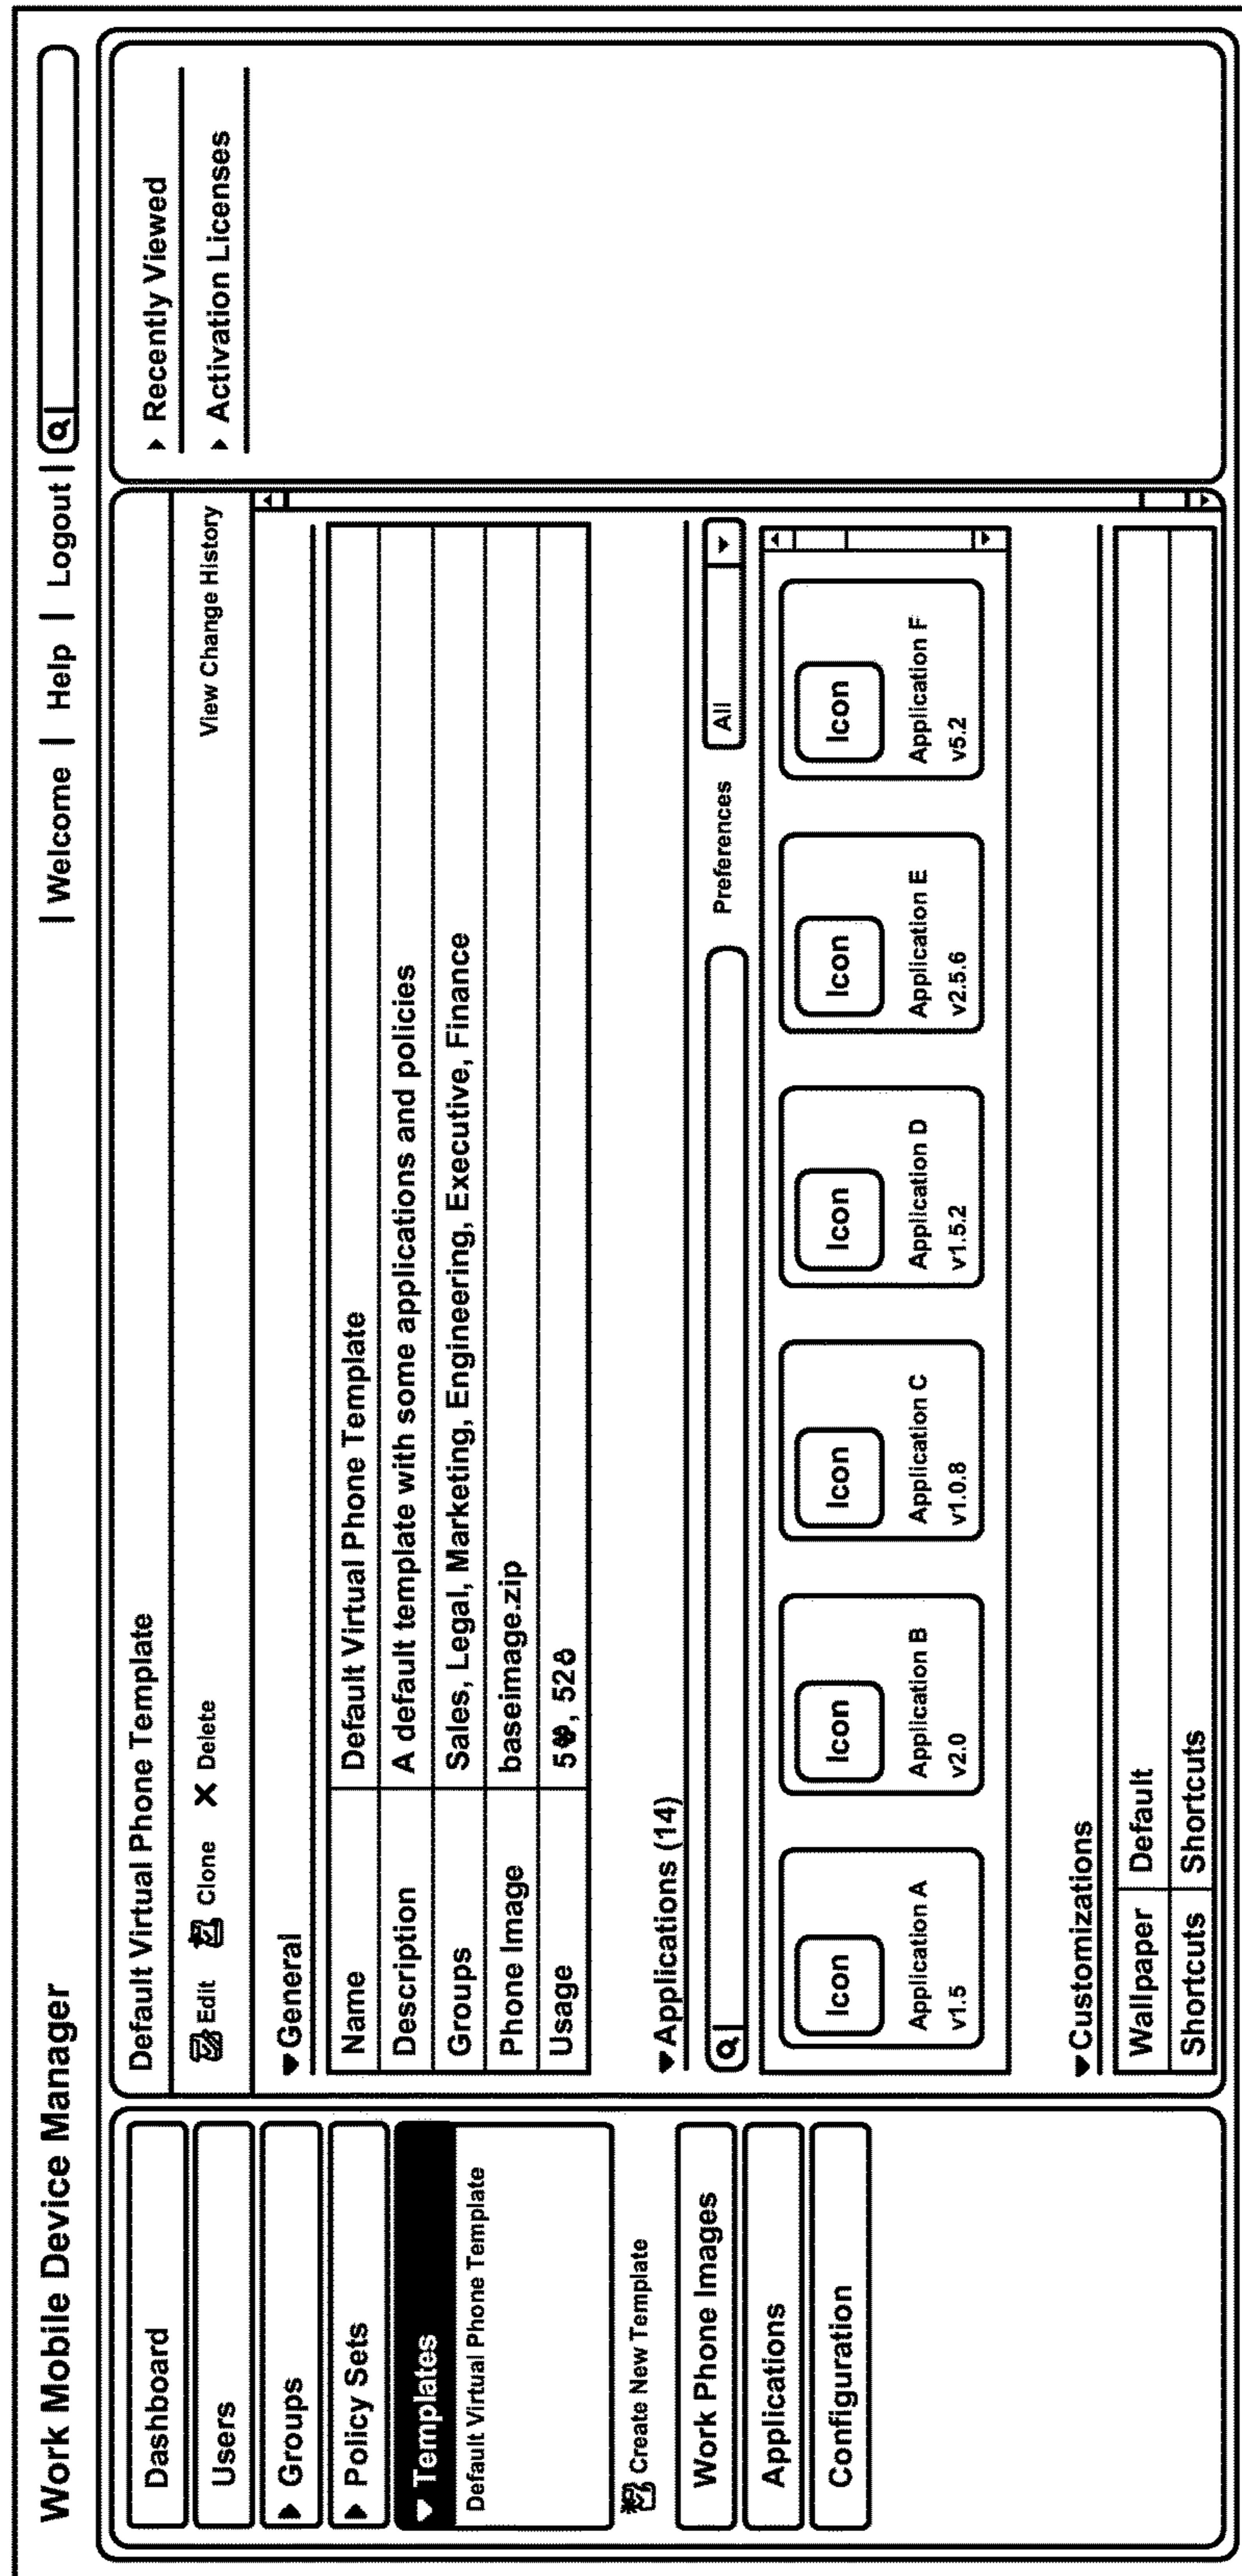 Work Mobile Device Manager
| Welcome | Help | Logout |
Dashboard
Users
Groups
Policy Sets
Templates
Default Virtual Phone Template
Create New Template
Work Phone Images
Applications
Configuration
Default Virtual Phone Template
Edit Clone Delete View Change History
General
Name Default Virtual Phone Template
Description A default template with some applications and policies
Groups Sales, Legal, Marketing, Engineering, Executive, Finance
Phone Image baseimage.zip
Usage 5, 52
Applications (14)
Preferences All
Icon Icon Icon Icon Icon Icon
Application A Application B Application C Application D Application E Application F
v1.5 v2.0 v1.0.8 v1.5.2 v2.5.6 v5.2
Customizations
Wallpaper Default
Shortcuts Shortcuts
Recently Viewed
Activation Licenses